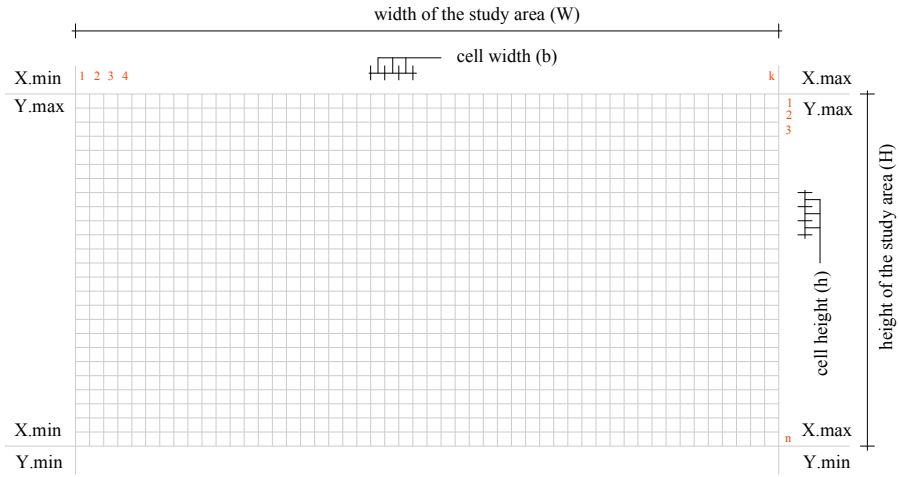 width of the study area (W)
cell width (b)
X.min 1 2 3 4 k X.max
Y.max 1 Y.max
2
3
height of the study area (H)
cell height (h)
X.min n X.max
Y.min Y.min